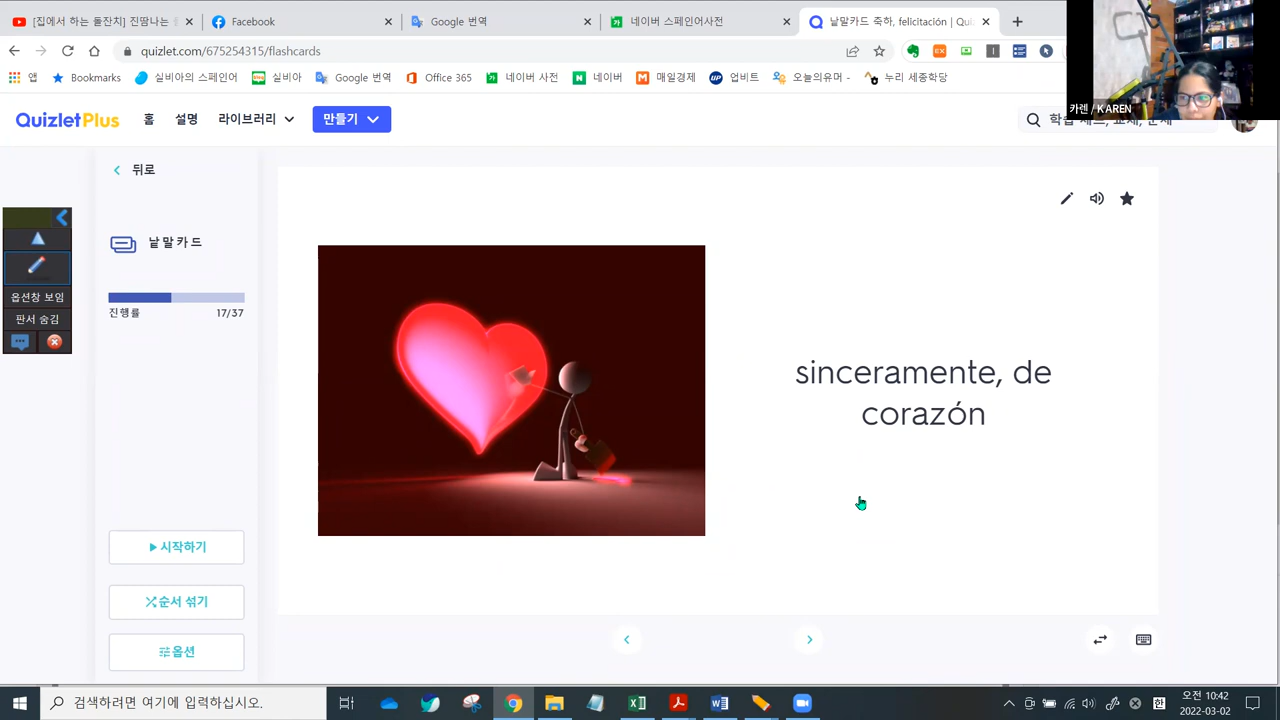 [집에서 하는 돌잔치] 진땀나는
Facebook
Google 번역
네이버 스페인어사전
낱말카드 축하, felicitación | Qui
quizlet.com/675254315/flashcards
앱
Bookmarks
실비아의 스페인어
실비아
Google 번역
Office 365
네이버 사전
네이버
매일경제
업비트
오늘의유머 -
누리 세종학당
카렌 / KAREN
QuizletPlus
홈
설명
라이브러리
만들기
뒤로
낱말카드
진행률
17/37
옵션창 보임
판서 숨김
sinceramente, de
corazón
시작하기
순서 섞기
옵션
검색하려면 여기에 입력하십시오.
한
오전 10:42
2022-03-02